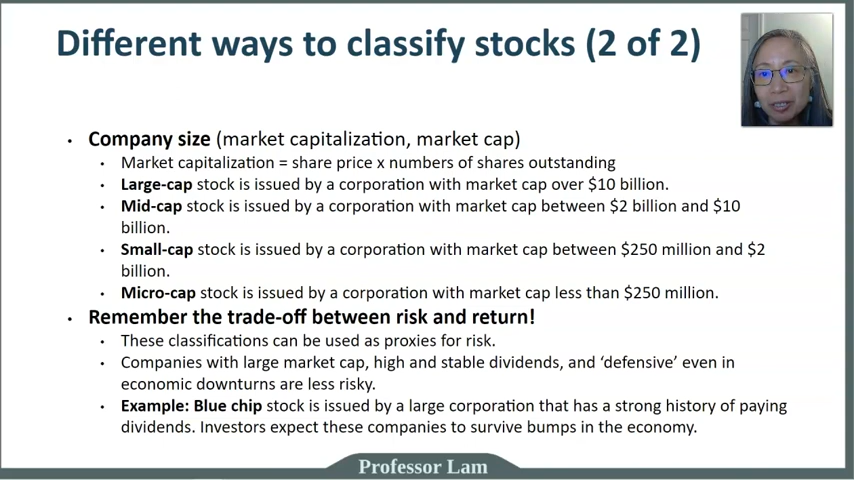 Different ways to classify stocks (2 of 2)
• Company size (market capitalization, market cap)
• Market capitalization = share price x numbers of shares outstanding
• Large-cap stock is issued by a corporation with market cap over $10 billion.
• Mid-cap stock is issued by a corporation with market cap between $2 billion and $10
billion.
• Small-cap stock is issued by a corporation with market cap between $250 million and $2
billion.
• Micro-cap stock is issued by a corporation with market cap less than $250 million.
• Remember the trade-off between risk and return!
• These classifications can be used as proxies for risk.
• Companies with large market cap, high and stable dividends, and ‘defensive’ even in
economic downturns are less risky.
• Example: Blue chip stock is issued by a large corporation that has a strong history of paying
dividends. Investors expect these companies to survive bumps in the economy.
Professor Lam